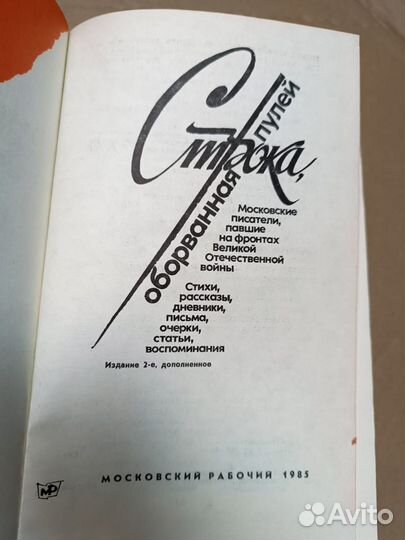 Строка,
оборванная пулей
Московские
писатели,
павшие
на фронтах
Великой
Отечественной
войны
Стихи,
рассказы,
дневники,
письма,
очерки,
статьи,
воспоминания
Издание 2-е, дополненное
МР
МОСКОВСКИЙ РАБОЧИЙ 1985
Avito